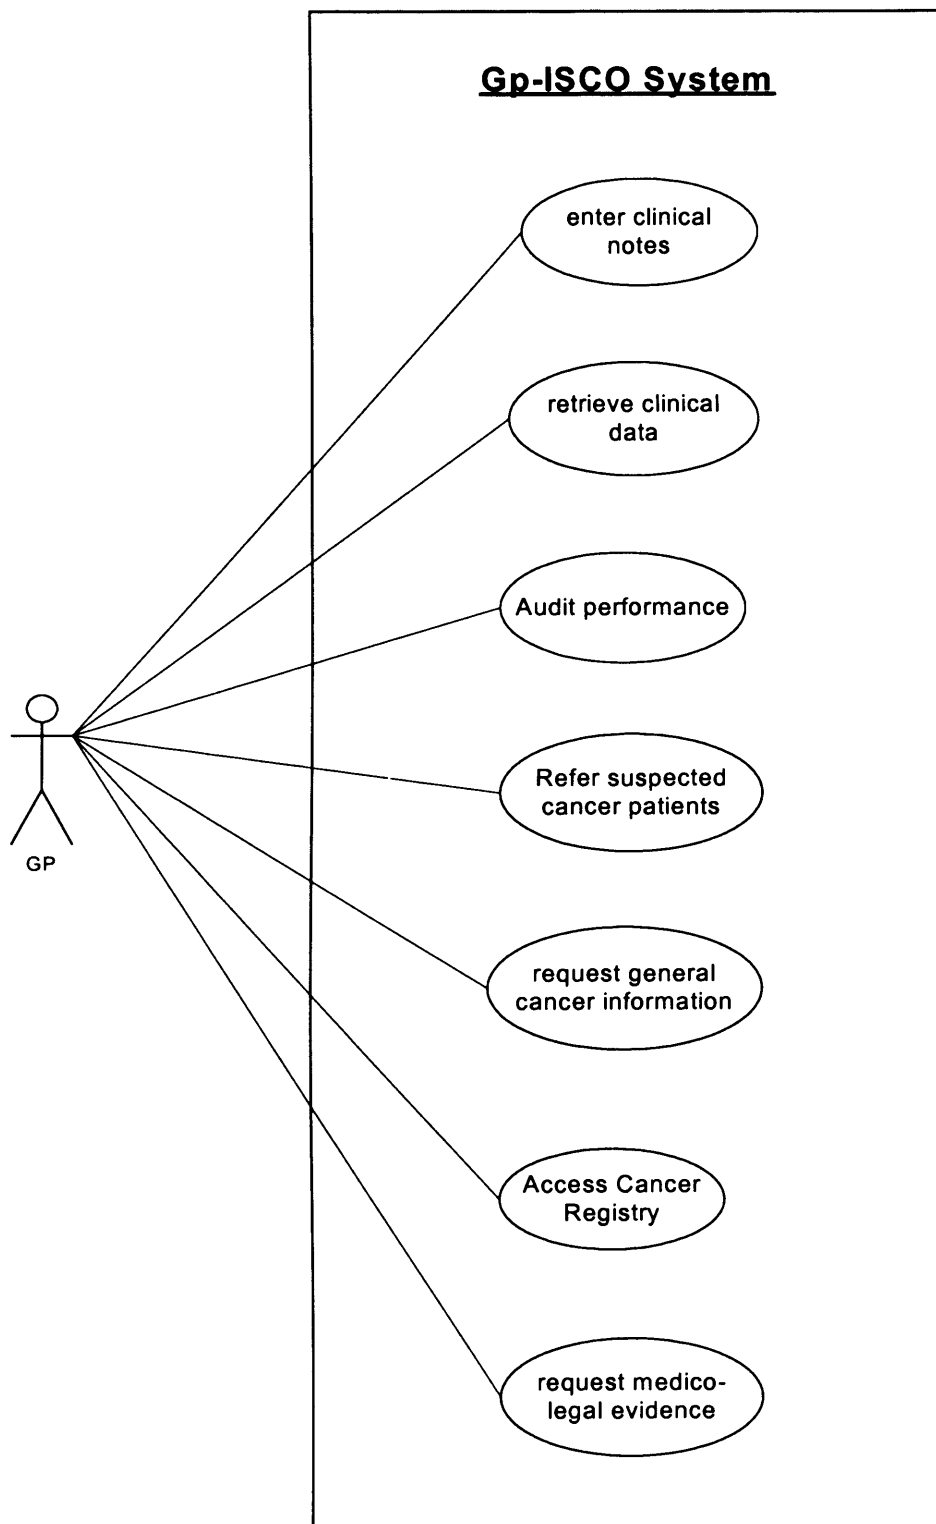 Gp-ISCO System
enter clinical
notes
retrieve clinical
data
Audit performance
Refer suspected
cancer patients
GP
request general
cancer information
Access Cancer
Registry
request medico-
legal evidence